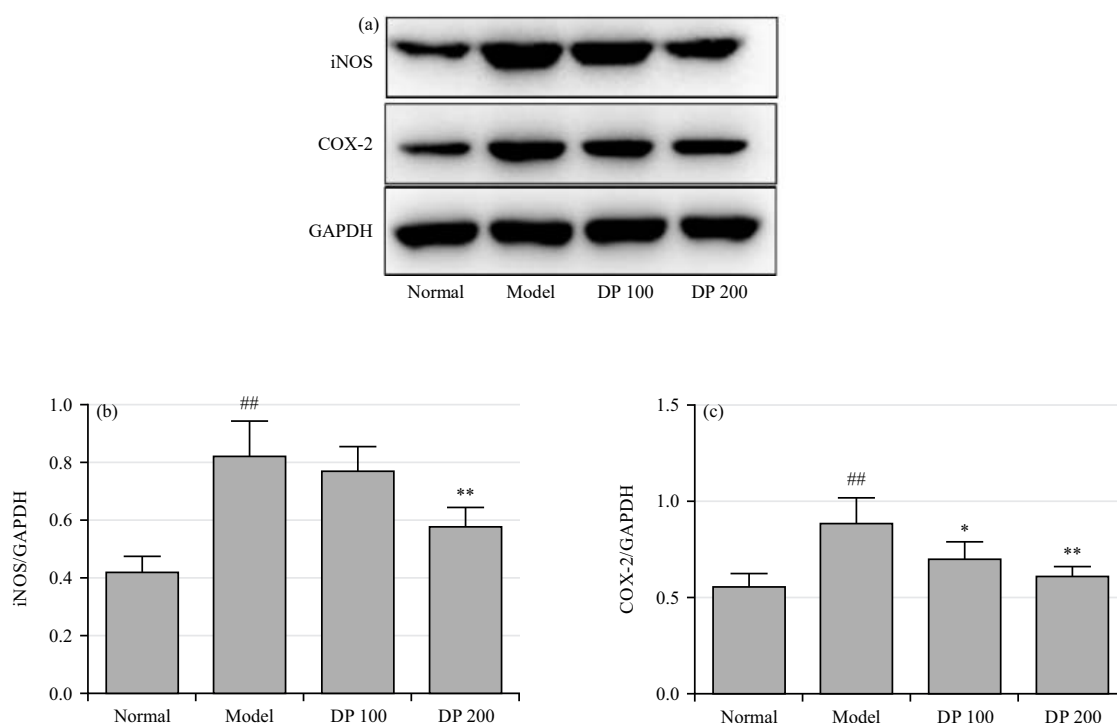 (a)
iNOS
COX-2
GAPDH
Normal Model DP 100 DP 200
(b)
iNOS/GAPDH
1.0
0.8
0.6
0.4
0.2
0.0
##
**
Normal Model DP 100 DP 200
(c)
COX-2/GAPDH
1.5
1.0
0.5
0.0
##
*
**
Normal Model DP 100 DP 200